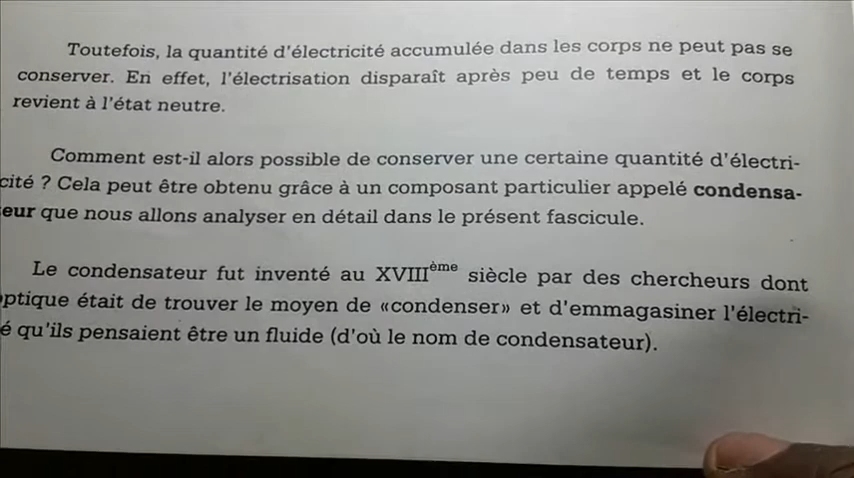 Toutefois, la quantité d'électricité accumulée dans les corps ne peut pas se
conserver. En effet, l'électrisation disparaît après peu de temps et le corps
revient à l'état neutre.
Comment est-il alors possible de conserver une certaine quantité d'électri-
cité ? Cela peut être obtenu grâce à un composant particulier appelé condensa-
eur que nous allons analyser en détail dans le présent fascicule.
Le condensateur fut inventé au XVIIIème siècle par des chercheurs dont
optique était de trouver le moyen de «condenser» et d'emmagasiner l'électri-
é qu'ils pensaient être un fluide (d'où le nom de condensateur).